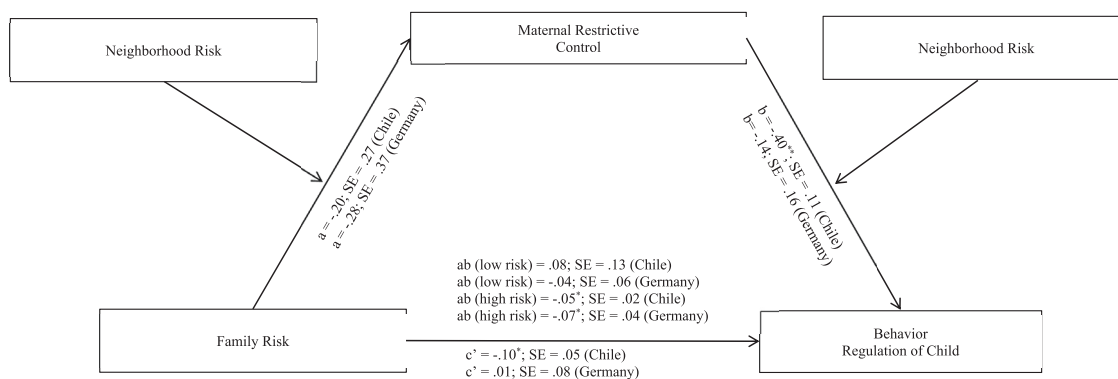 Neighborhood Risk
Maternal Restrictive
Control
Neighborhood Risk
a = -.20; SE = .27 (Chile)
a = -.28; SE = .37 (Germany)
b = -.40**; SE = .11 (Chile)
b= -.14; SE = .16 (Germany)
ab (low risk) = .08; SE = .13 (Chile)
ab (low risk) = -.04; SE = .06 (Germany)
ab (high risk) = -.05*; SE = .02 (Chile)
ab (high risk) = -.07*; SE = .04 (Germany)
Family Risk
Behavior
Regulation of Child
c’ = -.10*; SE = .05 (Chile)
c’ = .01; SE = .08 (Germany)